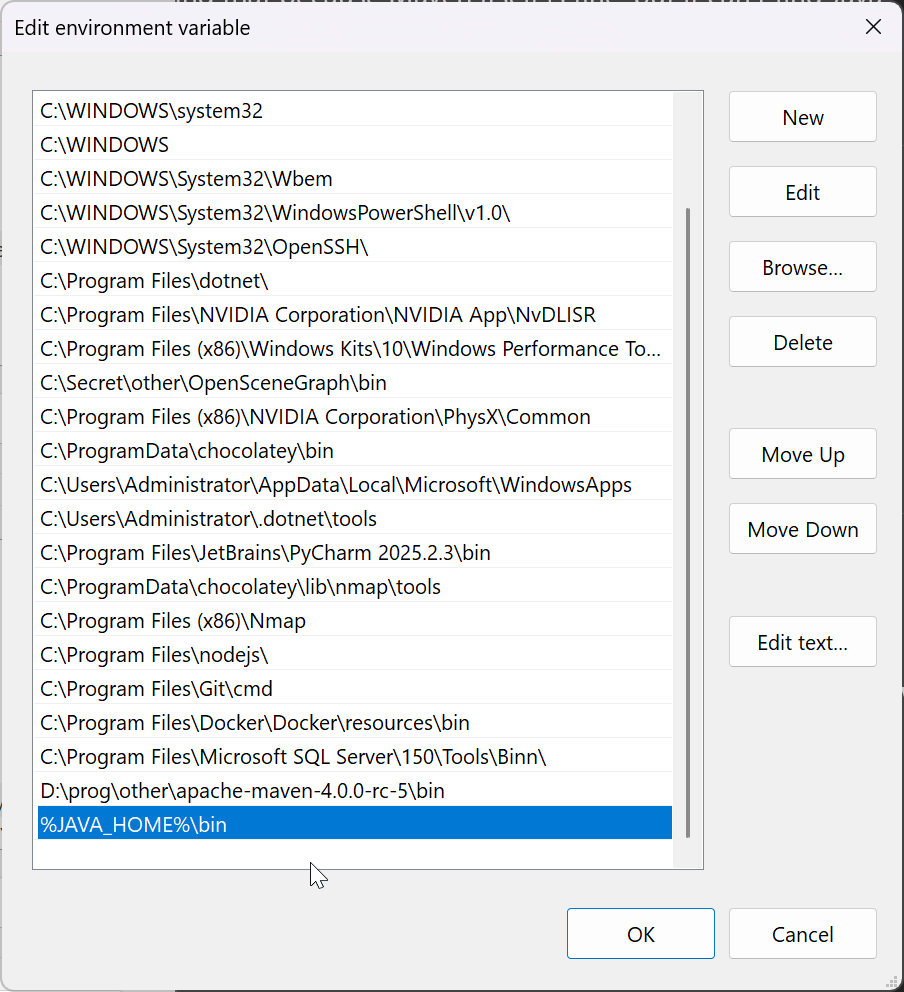 Edit environment variable
C:\WINDOWS\system32
C:\WINDOWS
C:\WINDOWS\System32\Wbem
C:\WINDOWS\System32\WindowsPowerShell\v1.0\
C:\WINDOWS\System32\OpenSSH\
C:\Program Files\dotnet\
C:\Program Files\NVIDIA Corporation\NVIDIA App\NvDLISR
C:\Program Files (x86)\Windows Kits\10\Windows Performance To...
C:\Secret\other\OpenSceneGraph\bin
C:\Program Files (x86)\NVIDIA Corporation\PhysX\Common
C:\ProgramData\chocolatey\bin
C:\Users\Administrator\AppData\Local\Microsoft\WindowsApps
C:\Users\Administrator\.dotnet\tools
C:\Program Files\JetBrains\PyCharm 2025.2.3\bin
C:\ProgramData\chocolatey\lib\nmap\tools
C:\Program Files (x86)\Nmap
C:\Program Files\nodejs\
C:\Program Files\Git\cmd
C:\Program Files\Docker\Docker\resources\bin
C:\Program Files\Microsoft SQL Server\150\Tools\Binn\
D:\prog\other\apache-maven-4.0.0-rc-5\bin
%JAVA_HOME%\bin
New
Edit
Browse...
Delete
Move Up
Move Down
Edit text...
OK
Cancel